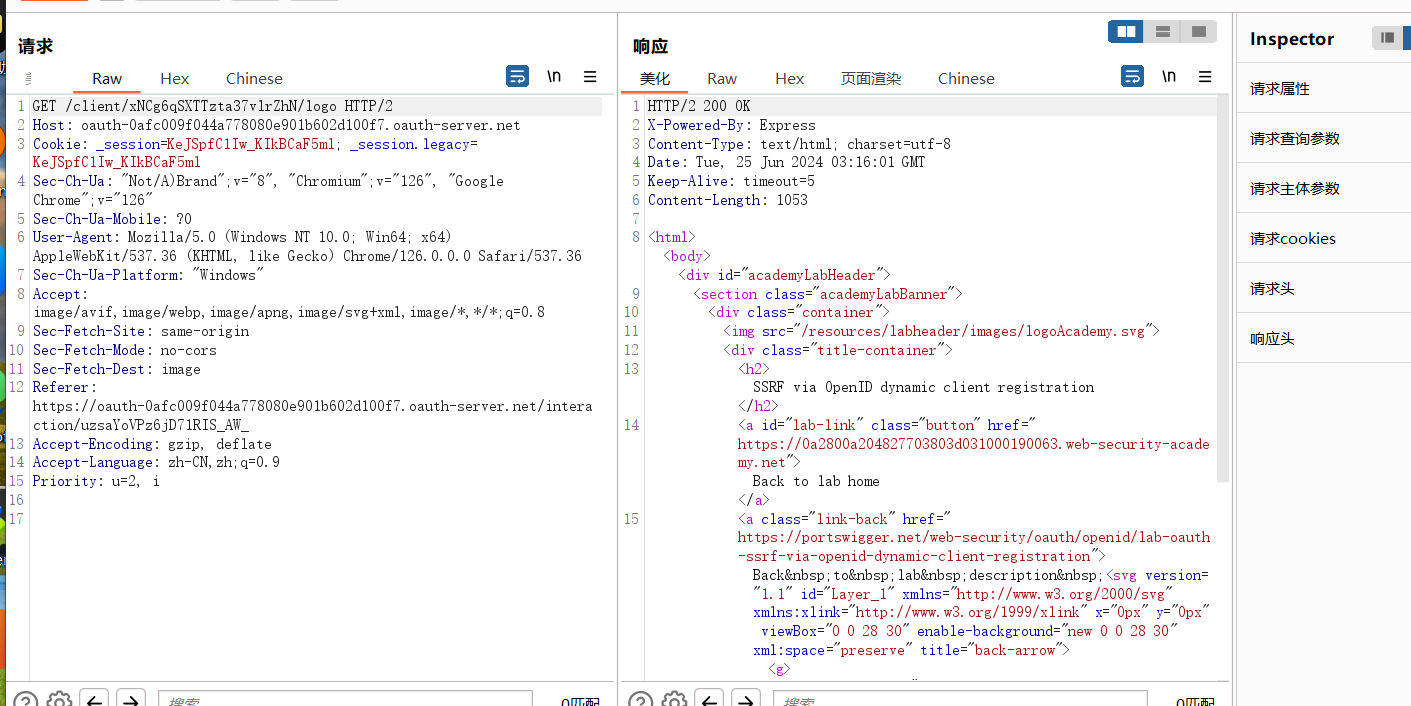 请求
Raw Hex Chinese \n
1 GET /client/xNCg6qSXTTzta37vlrZhN/logo HTTP/2
2 Host: oauth-0afc009f044a778080e901b602d100f7.oauth-server.net
3 Cookie: _session=KeJSpfC1Iw_KIkBCaF5ml; _session.legacy=
KeJSpfC1Iw_KIkBCaF5ml
4 Sec-Ch-Ua: "Not/A)Brand";v="8", "Chromium";v="126", "Google
Chrome";v="126"
5 Sec-Ch-Ua-Mobile: ?0
6 User-Agent: Mozilla/5.0 (Windows NT 10.0; Win64; x64)
AppleWebKit/537.36 (KHTML, like Gecko) Chrome/126.0.0.0 Safari/537.36
7 Sec-Ch-Ua-Platform: "Windows"
8 Accept:
image/avif,image/webp,image/apng,image/svg+xml,image/*,*/*;q=0.8
9 Sec-Fetch-Site: same-origin
10 Sec-Fetch-Mode: no-cors
11 Sec-Fetch-Dest: image
12 Referer:
https://oauth-0afc009f044a778080e901b602d100f7.oauth-server.net/intera
ction/uzsaYoVPz6jD71RIS_AW_
13 Accept-Encoding: gzip, deflate
14 Accept-Language: zh-CN,zh;q=0.9
15 Priority: u=2, i
16
17
搜索
0匹配
响应
美化 Raw Hex 页面渲染 Chinese \n
1 HTTP/2 200 OK
2 X-Powered-By: Express
3 Content-Type: text/html; charset=utf-8
4 Date: Tue, 25 Jun 2024 03:16:01 GMT
5 Keep-Alive: timeout=5
6 Content-Length: 1053
7
8 <html>
<body>
<div id="academyLabHeader">
9 <section class="academyLabBanner">
10 <div class="container">
11 <img src="/resources/labheader/images/logoAcademy.svg">
12 <div class="title-container">
13 <h2>
SSRF via OpenID dynamic client registration
</h2>
14 <a id="lab-link" class="button" href="
https://0a2800a204827703803d031000190063.web-security-acade
my.net">
Back to lab home
</a>
15 <a class="link-back" href="
https://portswigger.net/web-security/oauth/openid/lab-oauth
-ssrf-via-openid-dynamic-client-registration">
Back&nbsp;to&nbsp;lab&nbsp;description&nbsp;<svg version=
"1.1" id="Layer_1" xmlns="http://www.w3.org/2000/svg"
xmlns:xlink="http://www.w3.org/1999/xlink" x="0px" y="0px"
viewBox="0 0 28 30" enable-background="new 0 0 28 30"
xml:space="preserve" title="back-arrow">
<g>
搜索
0匹配
Inspector
请求属性
请求查询参数
请求主体参数
请求cookies
请求头
响应头